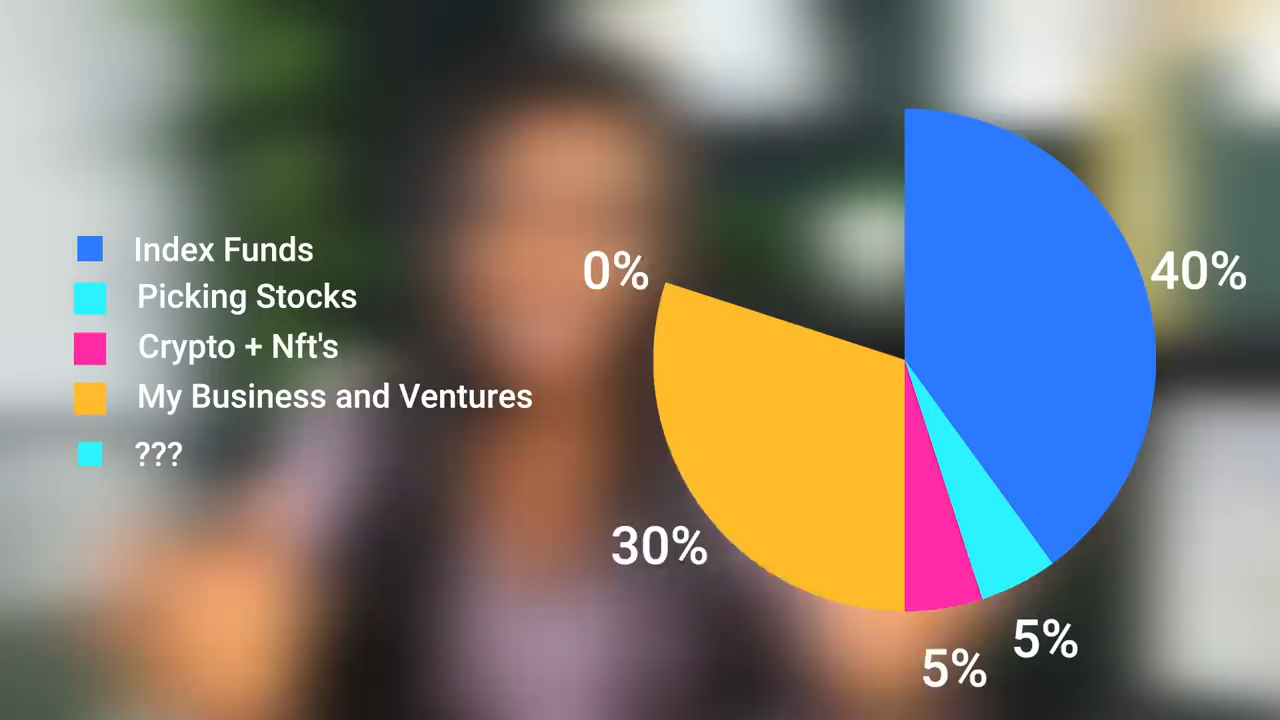 Index Funds
Picking Stocks
Crypto + Nft's
My Business and Ventures
???
0%
40%
30%
5%
5%